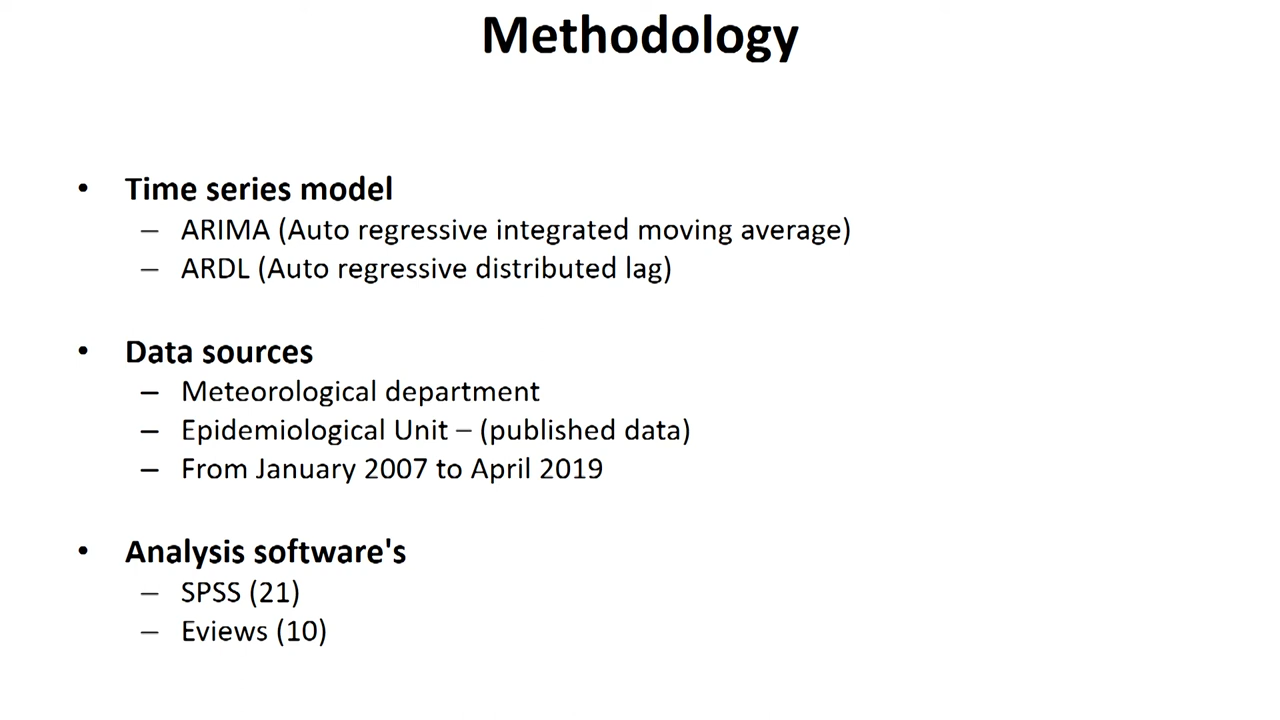 Methodology
• Time series model
– ARIMA (Auto regressive integrated moving average)
– ARDL (Auto regressive distributed lag)
• Data sources
– Meteorological department
– Epidemiological Unit – (published data)
– From January 2007 to April 2019
• Analysis software's
– SPSS (21)
– Eviews (10)